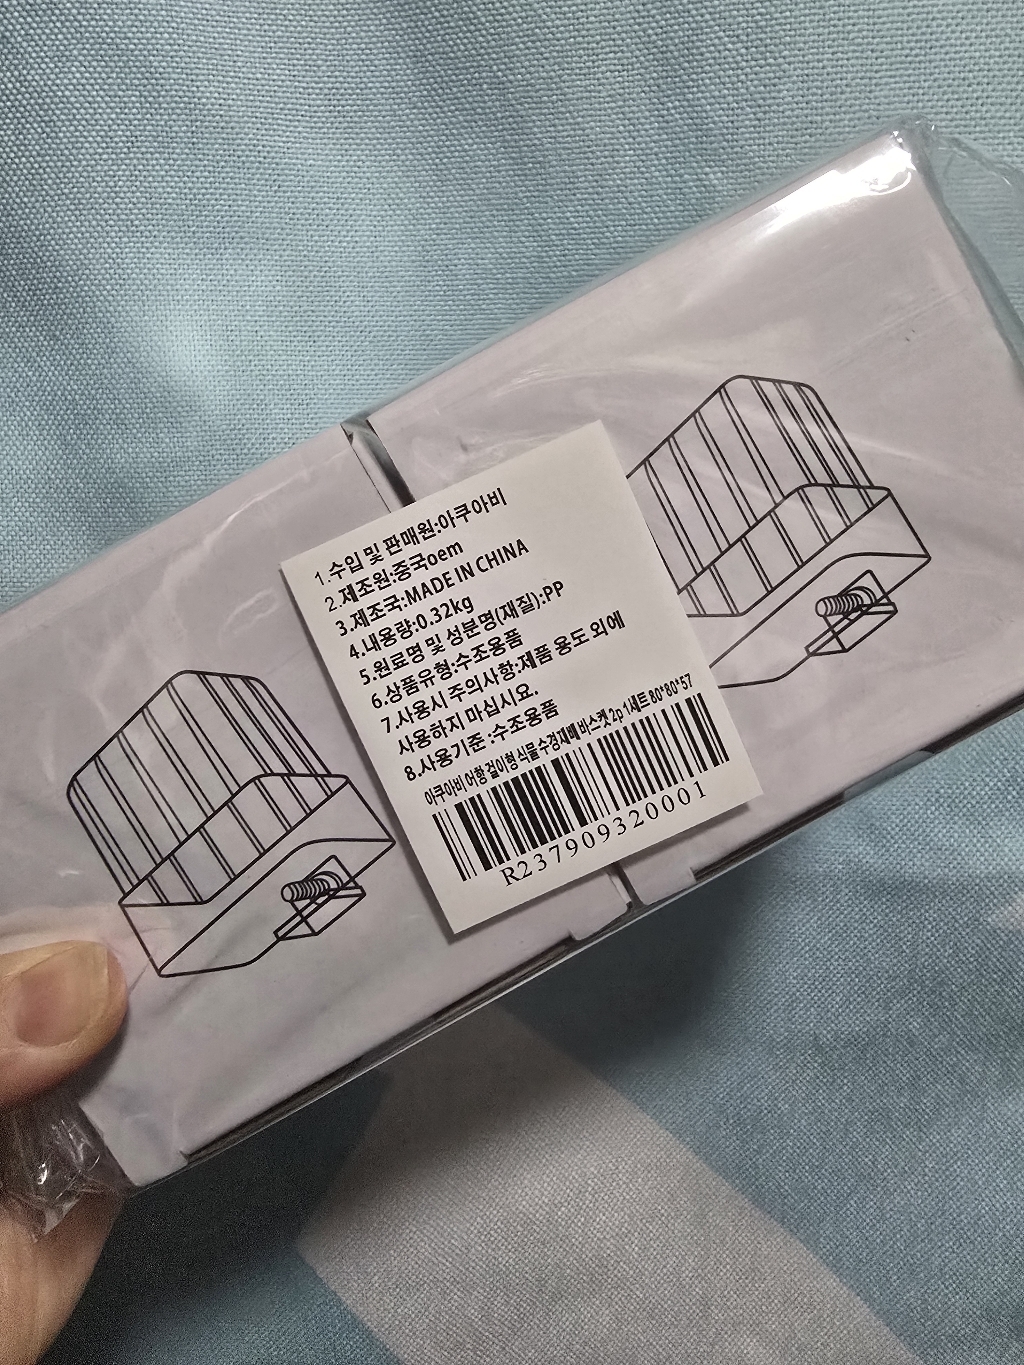 1.수입 및 판매원:아쿠아비
2.제조원:중국oem
3.제조국:MADE IN CHINA
4.내용량:0.32kg
5.원료명 및 성분명(재질):PP
6.상품유형:수조용품
7.사용시 주의사항:제품 용도 외에
사용하지 마십시요.
8.사용기준 :수조용품
아쿠아비 어항 걸이형 식물 수경재배 바스켓 2p 1세트 80*80*57
R237909320001